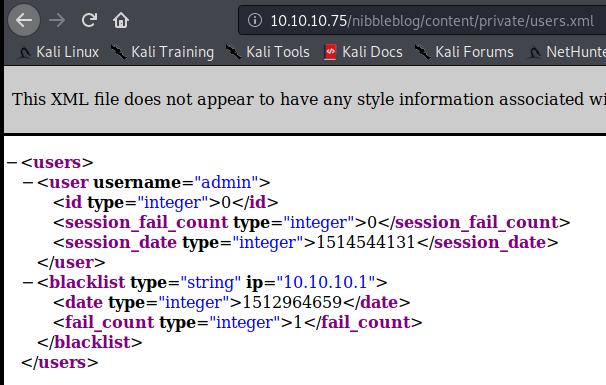 10.10.10.75/nibbleblog/content/private/users.xml
Kali Linux Kali Training Kali Tools Kali Docs Kali Forums NetHunte
This XML file does not appear to have any style information associated wi
−<users>
−<user username="admin">
<id type="integer">0</id>
<session_fail_count type="integer">0</session_fail_count>
<session_date type="integer">1514544131</session_date>
</user>
−<blacklist type="string" ip="10.10.10.1">
<date type="integer">1512964659</date>
<fail_count type="integer">1</fail_count>
</blacklist>
</users>